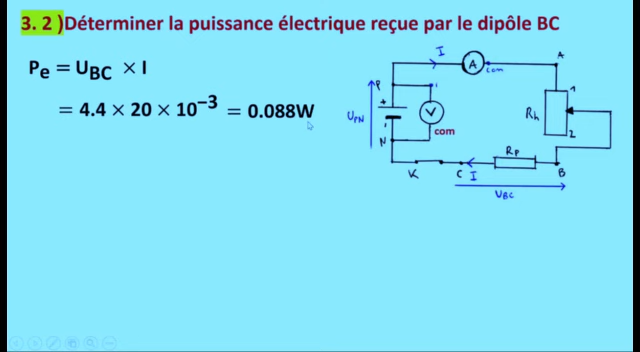 3. 2 )Déterminer la puissance électrique reçue par le dipôle BC
Pe = UBC × I
= 4.4 × 20 × 10⁻³ = 0.088W
I
A
com
A
P
+
1
UPN
V
Rh
-
com
2
N
RP
K
C
I
B
UBC